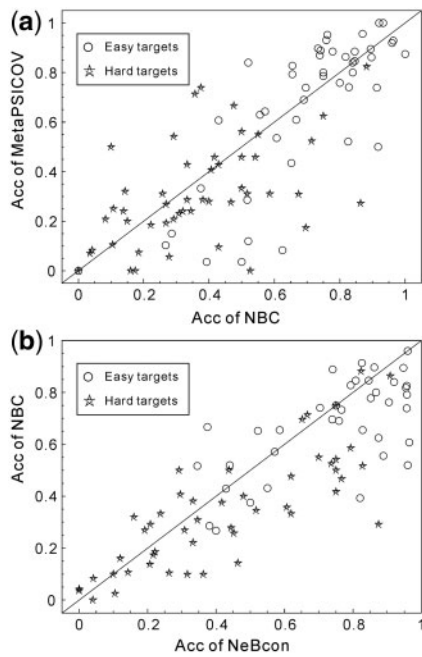 (a)
Easy targets
Hard targets
Acc of MetaPSICOV
1
0.8
0.6
0.4
0.2
0
0
0.2
0.4
0.6
0.8
1
Acc of NBC
(b)
Easy targets
Hard targets
Acc of NBC
1
0.8
0.6
0.4
0.2
0
0
0.2
0.4
0.6
0.8
1
Acc of NeBcon